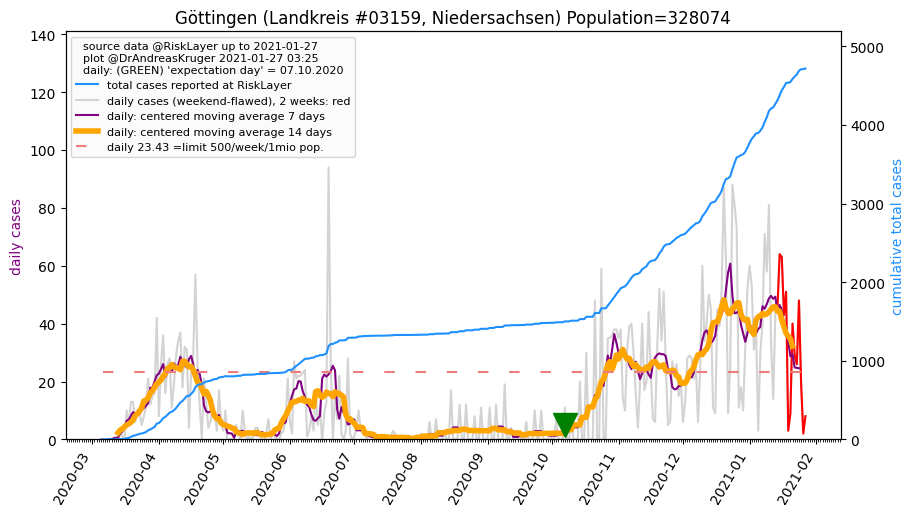 Göttingen (Landkreis #03159, Niedersachsen) Population=328074
source data @RiskLayer up to 2021-01-27
plot @DrAndreasKruger 2021-01-27 03:25
daily: (GREEN) 'expectation day' = 07.10.2020
total cases reported at RiskLayer
daily cases (weekend-flawed), 2 weeks: red
daily: centered moving average 7 days
daily: centered moving average 14 days
daily 23.43 =limit 500/week/1mio pop.
daily cases
140
120
100
80
60
40
20
0
cumulative total cases
5000
4000
3000
2000
1000
0
2020-03
2020-04
2020-05
2020-06
2020-07
2020-08
2020-09
2020-10
2020-11
2020-12
2021-01
2021-02